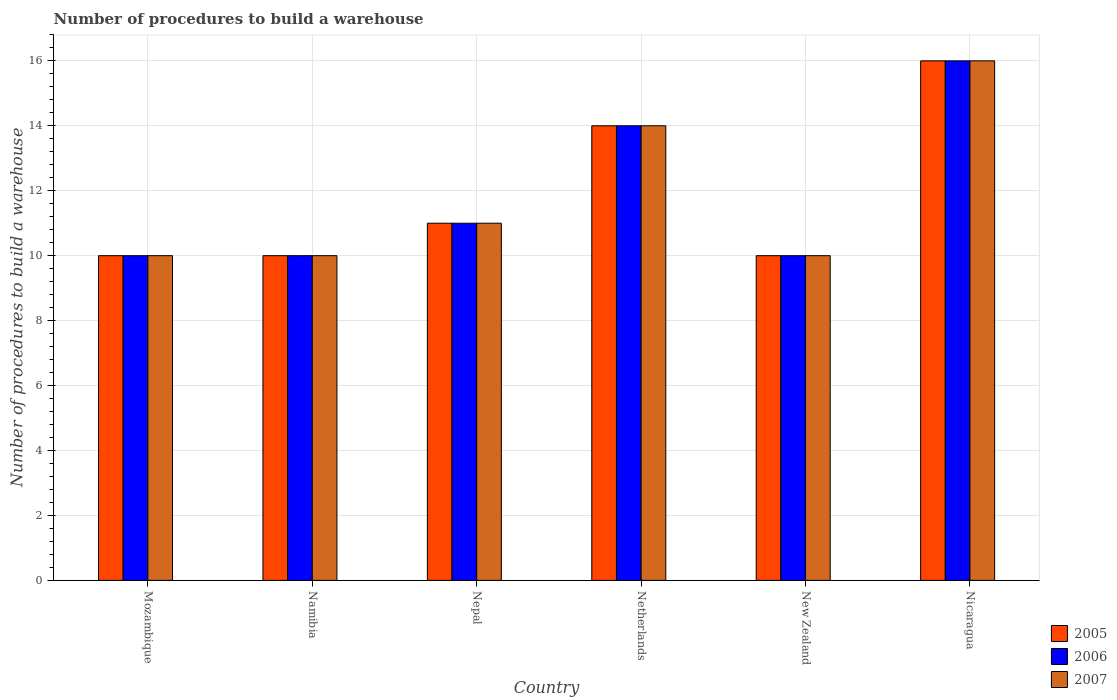 Number of procedures to build a warehouse
Number of procedures to build a warehouse
16
14
12
10
8
6
4
2
0
Mozambique
Namibia
Nepal
Netherlands
New Zealand
Nicaragua
Country
2005
2006
2007